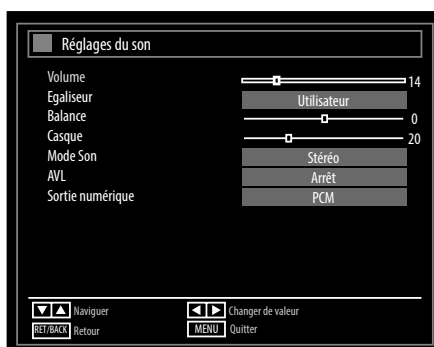 Réglages du son
Volume 14
Egaliseur Utilisateur
Balance 0
Casque 20
Mode Son Stéréo
AVL Arrêt
Sortie numérique PCM
Naviguer Changer de valeur
RET/BACK Retour MENU Quitter